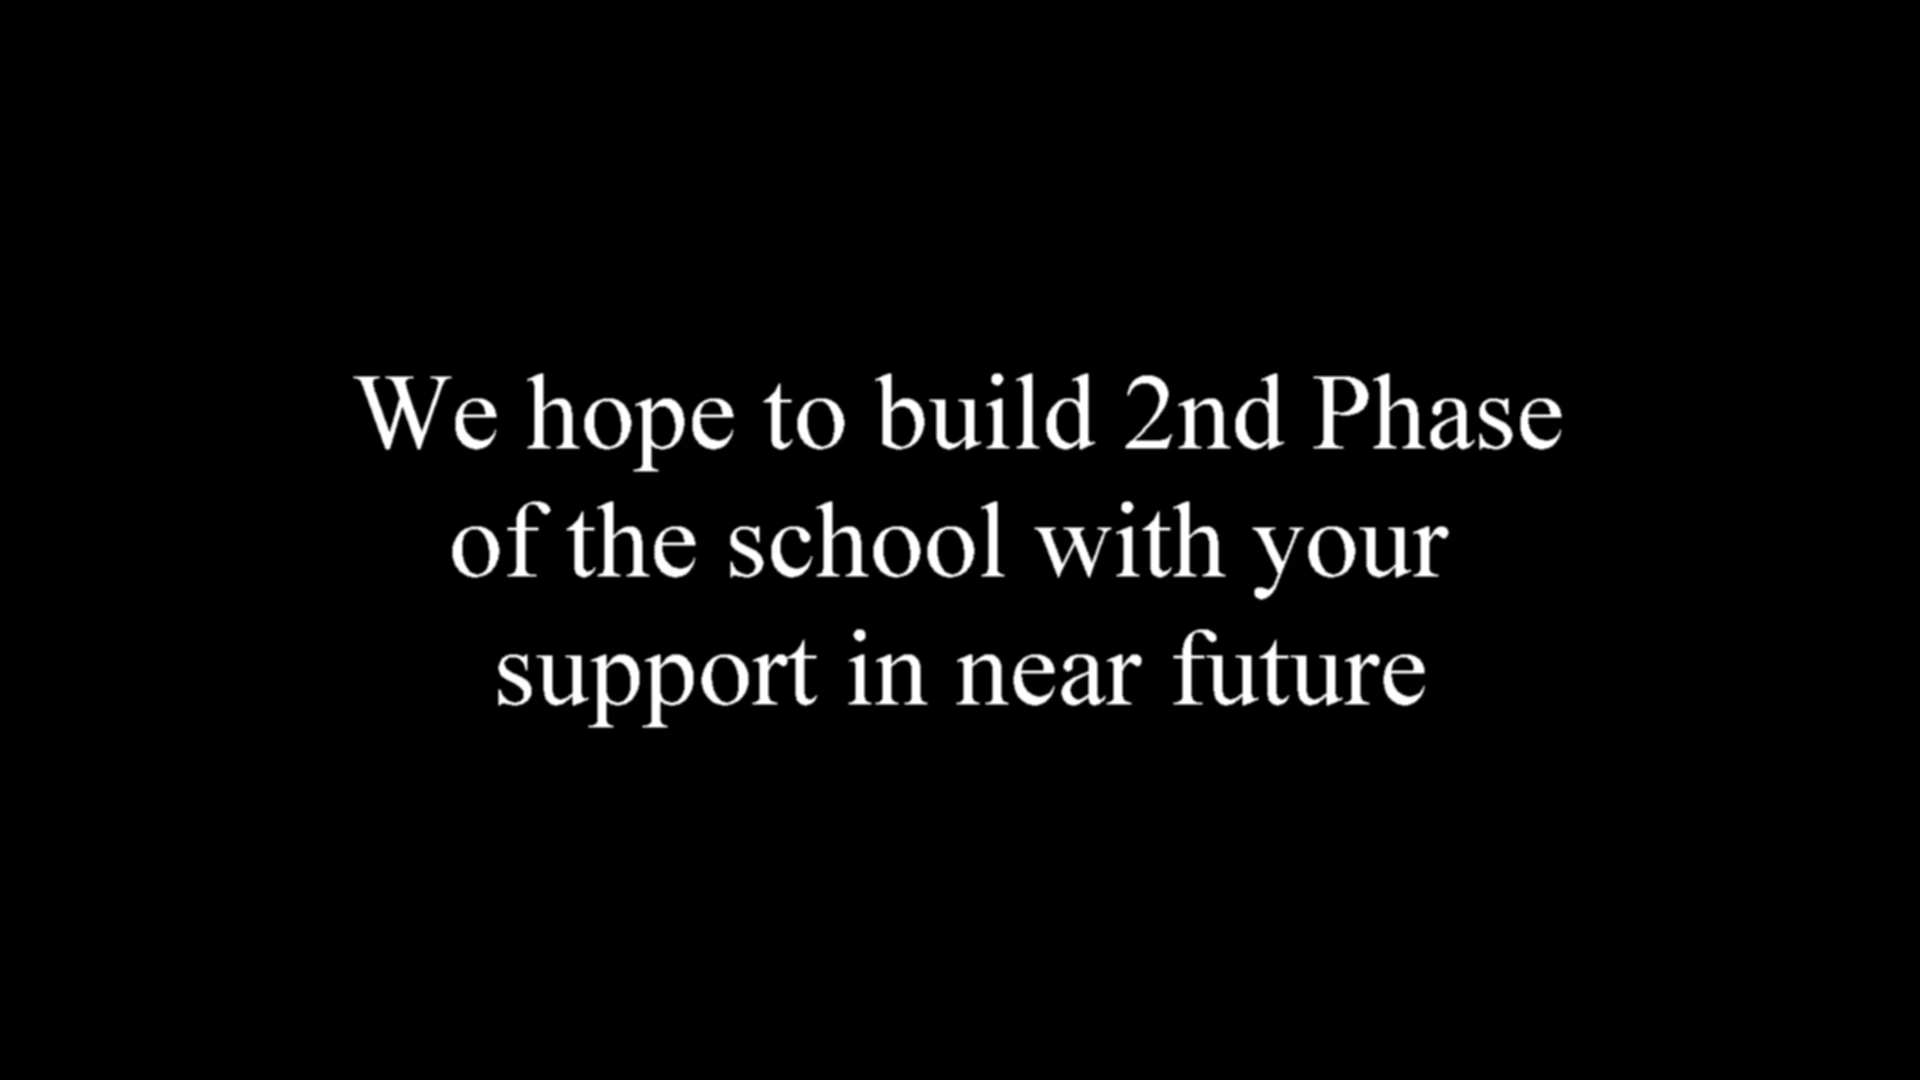 We hope to build 2nd Phase
of the school with your
support in near future